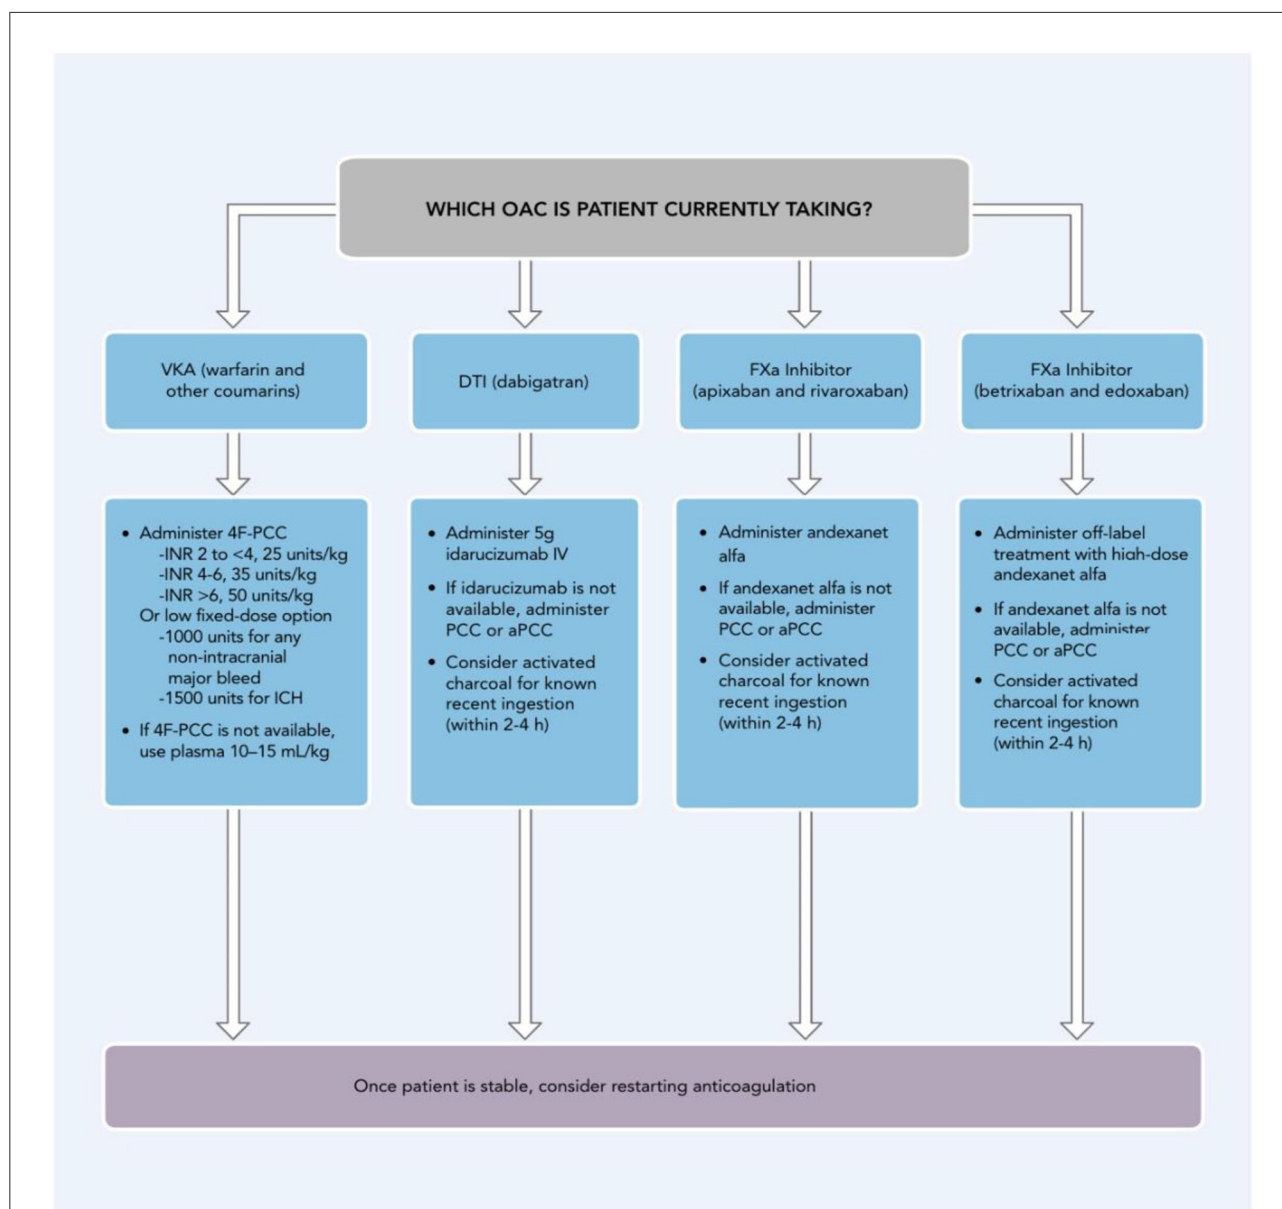 WHICH OAC IS PATIENT CURRENTLY TAKING?
VKA (warfarin and
other coumarins)
DTI (dabigatran)
FXa Inhibitor
(apixaban and rivaroxaban)
FXa Inhibitor
(betrixaban and edoxaban)
• Administer 4F-PCC
-INR 2 to <4, 25 units/kg
-INR 4-6, 35 units/kg
-INR >6, 50 units/kg
Or low fixed-dose option
-1000 units for any
non-intracranial
major bleed
-1500 units for ICH
• If 4F-PCC is not available,
use plasma 10–15 mL/kg
• Administer 5g
idarucizumab IV
• If idarucizumab is not
available, administer
PCC or aPCC
• Consider activated
charcoal for known
recent ingestion
(within 2-4 h)
• Administer andexanet
alfa
• If andexanet alfa is not
available, administer
PCC or aPCC
• Consider activated
charcoal for known
recent ingestion
(within 2-4 h)
• Administer off-label
treatment with high-dose
andexanet alfa
• If andexanet alfa is not
available, administer
PCC or aPCC
• Consider activated
charcoal for known
recent ingestion
(within 2-4 h)
Once patient is stable, consider restarting anticoagulation